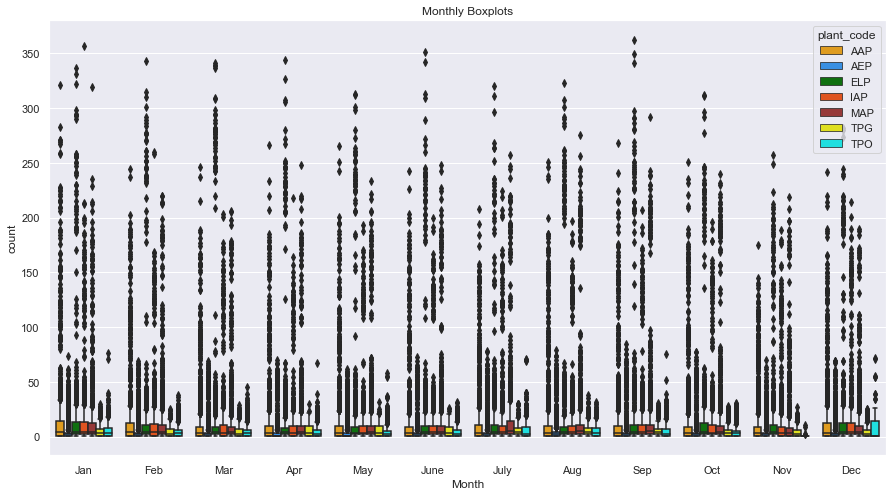 Monthly Boxplots
plant_code
AAP
AEP
ELP
IAP
MAP
TPG
TPO
350
300
250
200
150
100
50
0
count
Jan Feb Mar Apr May June July Aug Sep Oct Nov Dec
Month